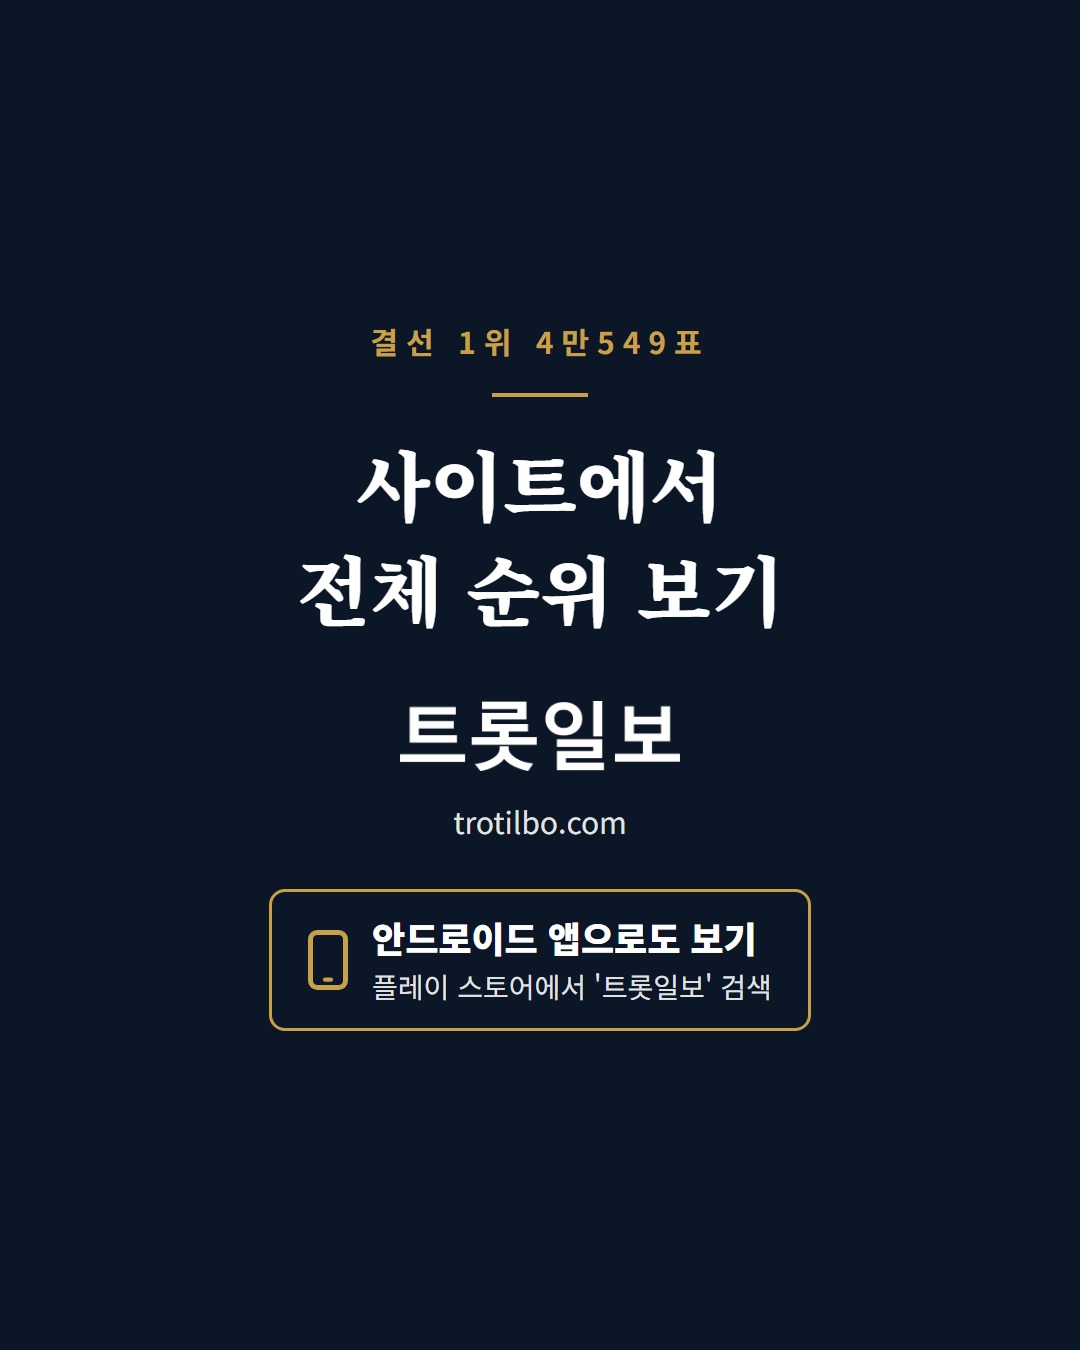 결선 1위 4만549표
사이트에서
전체 순위 보기
트롯일보
trotilbo.com
안드로이드 앱으로도 보기
플레이 스토어에서 '트롯일보' 검색